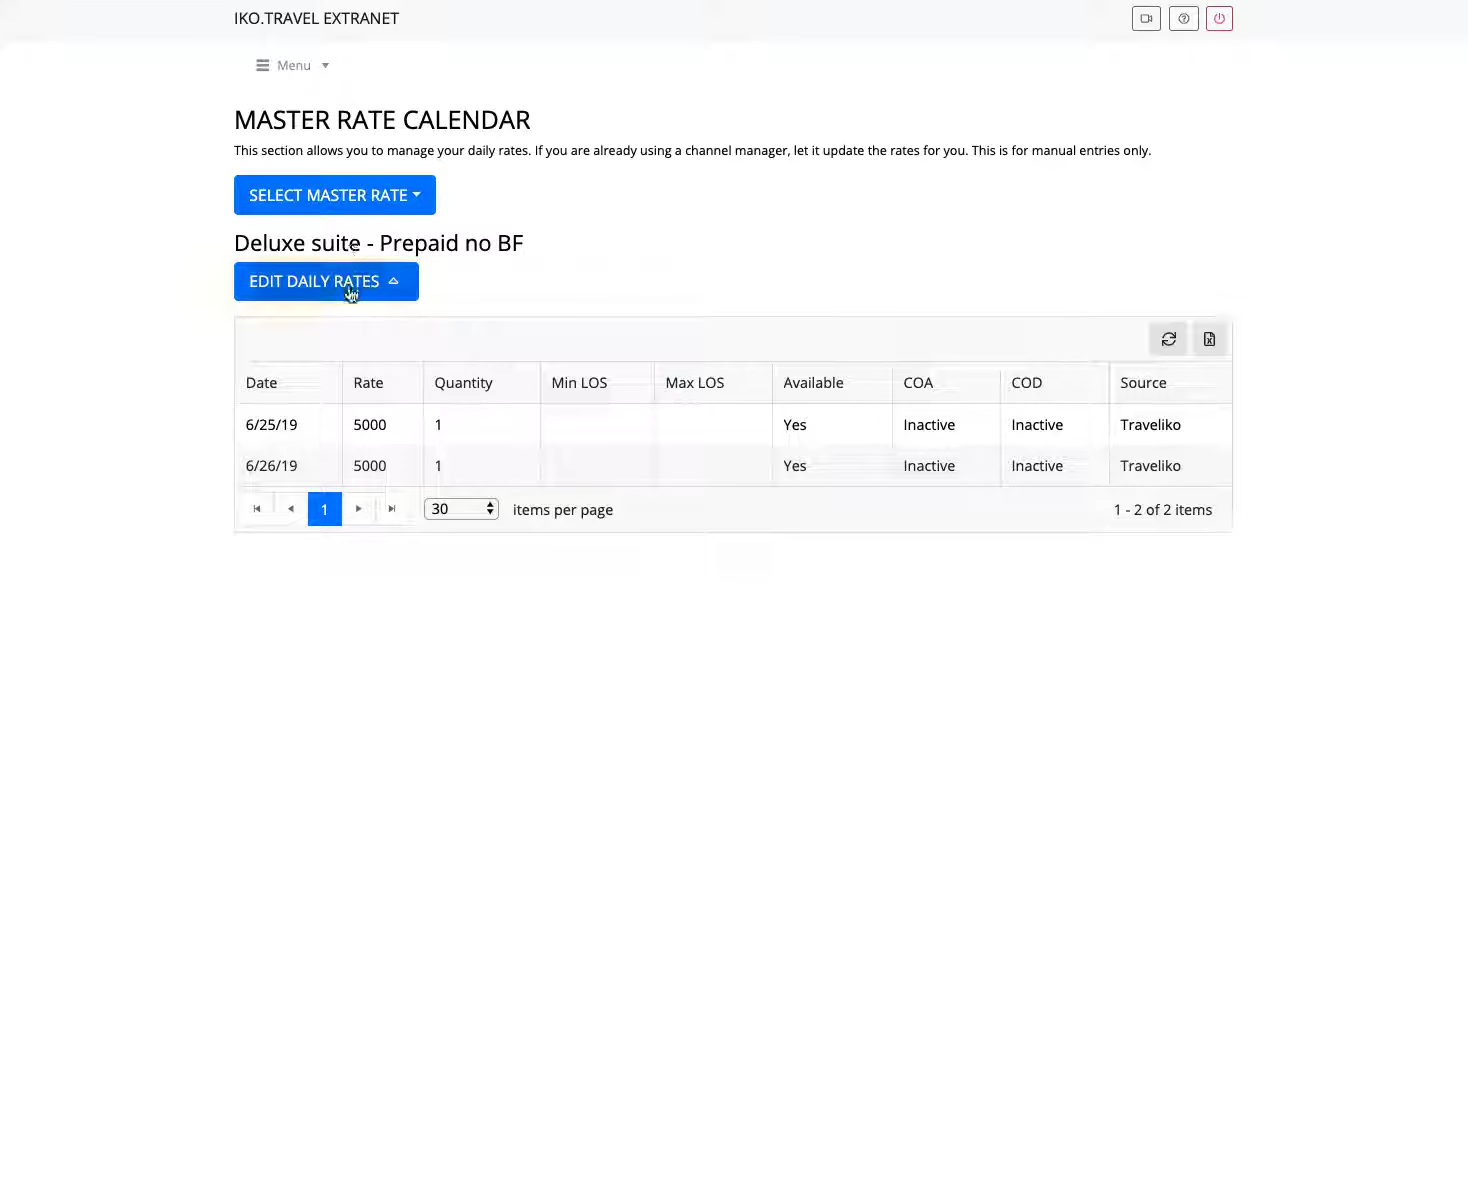 IKO.TRAVEL EXTRANET
Menu
MASTER RATE CALENDAR
This section allows you to manage your daily rates. If you are already using a channel manager, let it update the rates for you. This is for manual entries only.
SELECT MASTER RATE
Deluxe suite - Prepaid no BF
EDIT DAILY RATES
Date Rate Quantity Min LOS Max LOS Available COA COD Source
6/25/19 5000 1 Yes Inactive Inactive Traveliko
6/26/19 5000 1 Yes Inactive Inactive Traveliko
1 30 items per page 1 - 2 of 2 items